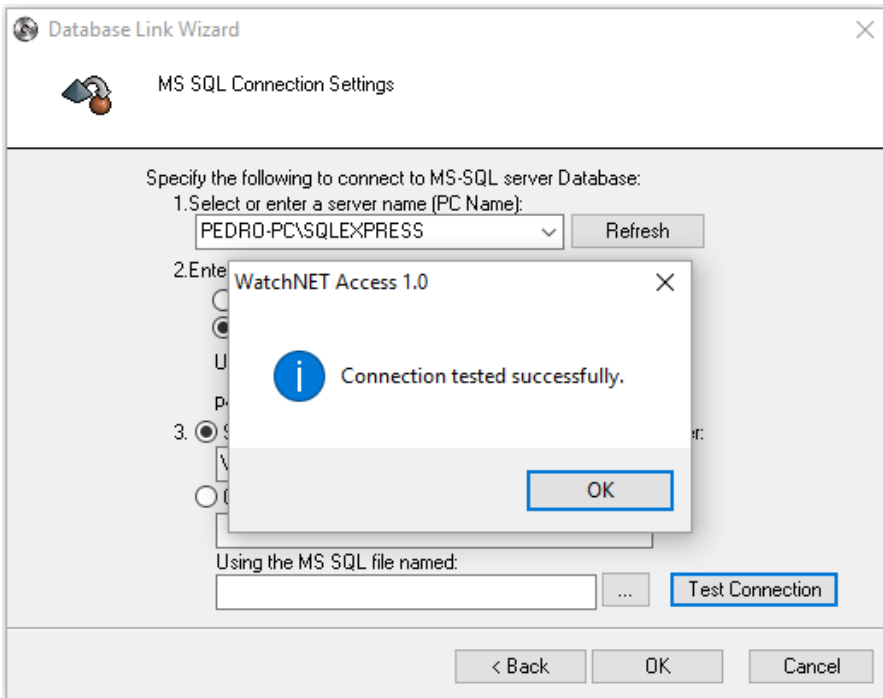 Database Link Wizard
MS SQL Connection Settings
Specify the following to connect to MS-SQL server Database:
1.Select or enter a server name (PC Name):
PEDRO-PC\SQLEXPRESS
Refresh
2.
WatchNET Access 1.0
Connection tested successfully.
3.
OK
Using the MS SQL file named:
...
Test Connection
< Back
OK
Cancel